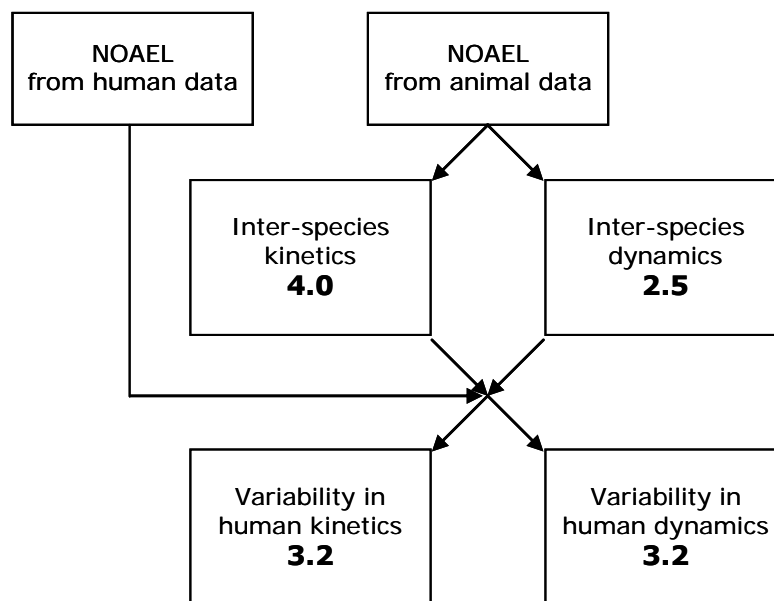 NOAEL
from human data
NOAEL
from animal data
Inter-species
kinetics
4.0
Inter-species
dynamics
2.5
Variability in
human kinetics
3.2
Variability in
human dynamics
3.2